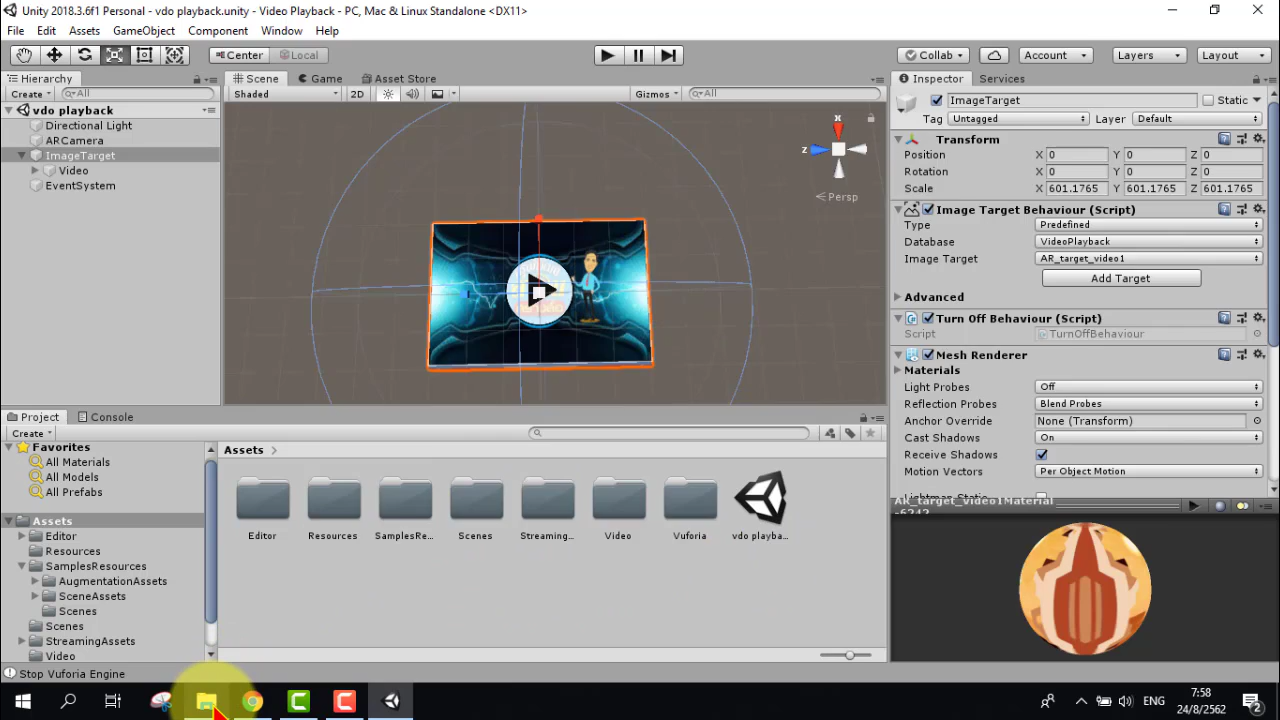 Unity 2018.3.6f1 Personal - vdo playback.unity - Video Playback - PC, Mac & Linux Standalone <DX11>
File Edit Assets GameObject Component Window Help
Center Local Collab Account Layers Layout
Hierarchy Scene Game Asset Store Inspector Services
Create All Shaded 2D Gizmos All
vdo playback
Directional Light
ARCamera
ImageTarget
Video
EventSystem
x
z
Persp
ImageTarget Static
Tag Untagged Layer Default
Transform
Position X 0 Y 0 Z 0
Rotation X 0 Y 0 Z 0
Scale X 601.1765 Y 601.1765 Z 601.1765
Image Target Behaviour (Script)
Type Predefined
Database VideoPlayback
Image Target AR_target_video1
Add Target
Advanced
Turn Off Behaviour (Script)
Script TurnOffBehaviour
Mesh Renderer
Materials
Light Probes Off
Reflection Probes Blend Probes
Anchor Override None (Transform)
Cast Shadows On
Receive Shadows
Motion Vectors Per Object Motion
Lightmap Static
AR_target_video1Material
-6242
Project Console
Create
Favorites
All Materials
All Models
All Prefabs
Assets
Editor
Resources
SamplesResources
AugmentationAssets
SceneAssets
Scenes
Scenes
StreamingAssets
Video
Assets
Editor Resources SamplesRe... Scenes Streaming... Video Vuforia vdo playba...
Stop Vuforia Engine
ENG
7:58
24/8/2562
2